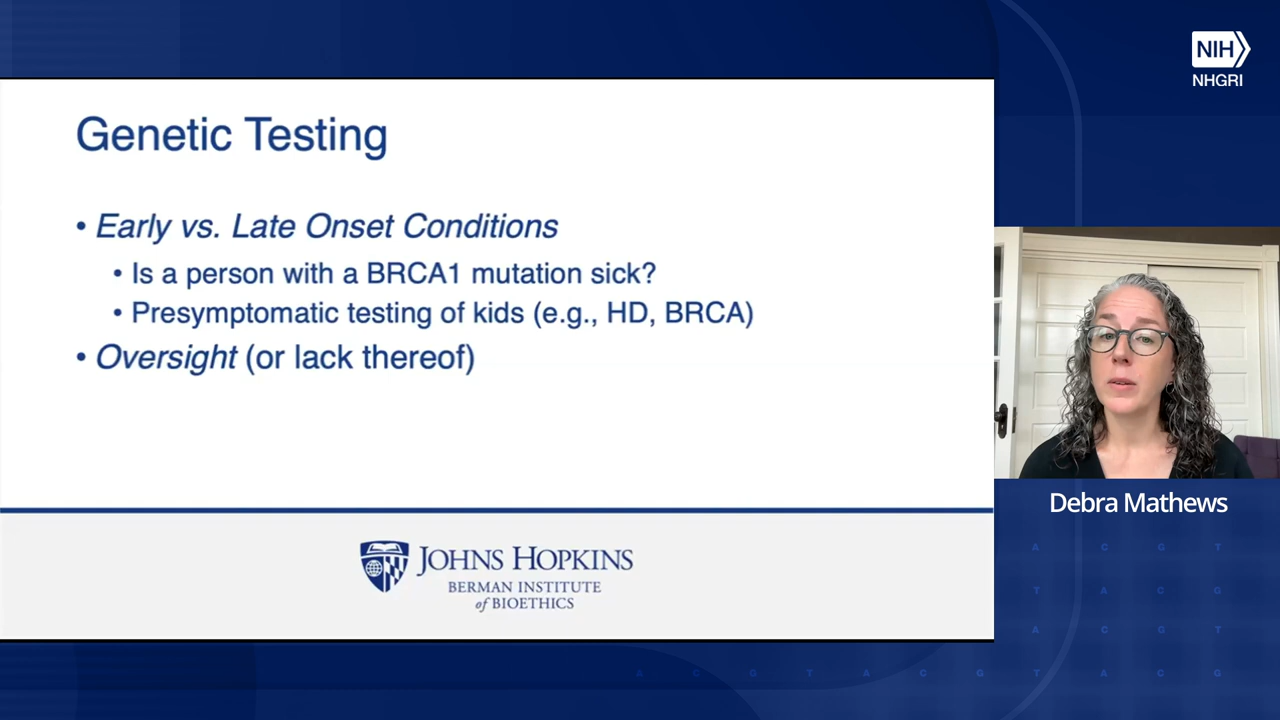 NIH
NHGRI
Genetic Testing
• Early vs. Late Onset Conditions
• Is a person with a BRCA1 mutation sick?
• Presymptomatic testing of kids (e.g., HD, BRCA)
• Oversight (or lack thereof)
Debra Mathews
JOHNS HOPKINS
BERMAN INSTITUTE
of BIOETHICS
A C G T
T A C G
A C G T
T A C G
A C G T A C G T A C G